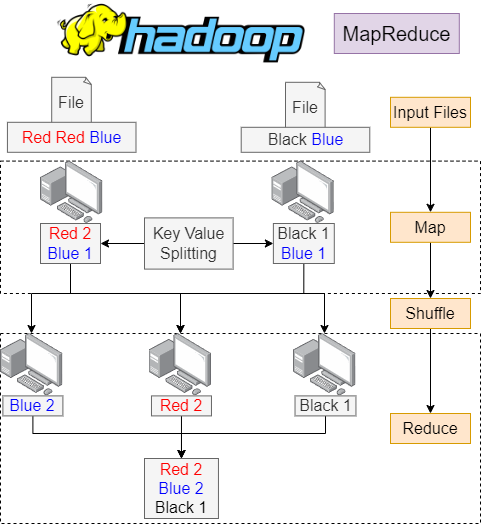 hadoop
MapReduce
File
Red Red Blue
File
Black Blue
Input Files
Red 2
Blue 1
Key Value
Splitting
Black 1
Blue 1
Map
Shuffle
Blue 2
Red 2
Black 1
Reduce
Red 2
Blue 2
Black 1